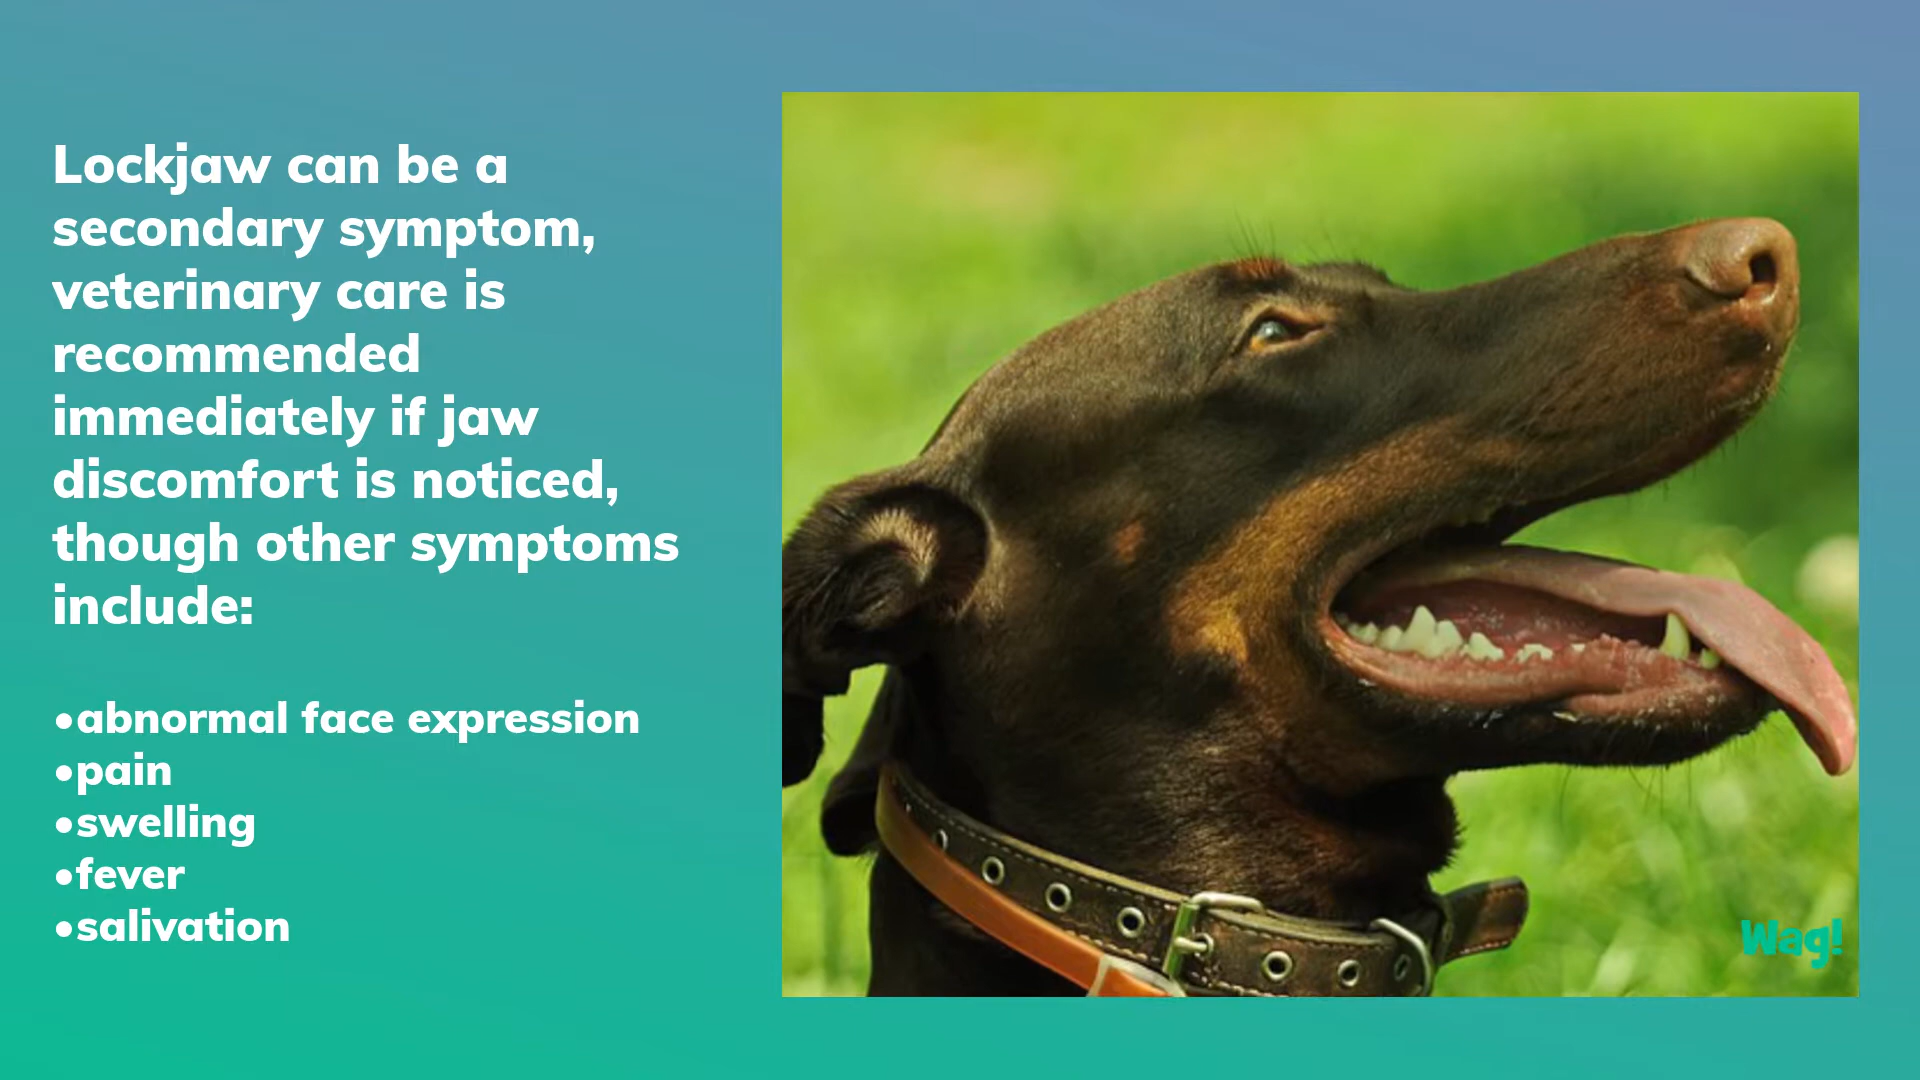 Lockjaw can be a
secondary symptom,
veterinary care is
recommended
immediately if jaw
discomfort is noticed,
though other symptoms
include:
•abnormal face expression
•pain
•swelling
•fever
•salivation
Wag!